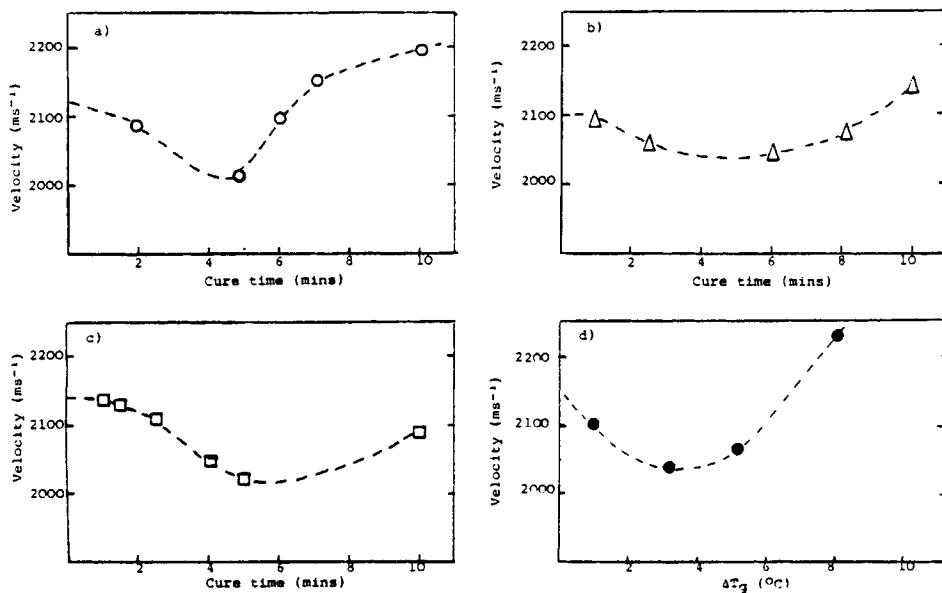 a)
2200
2100
2000
Velocity (ms⁻¹)
2 4 6 8 10
Cure time (mins)
b)
2200
2100
2000
Velocity (ms⁻¹)
2 4 6 8 10
Cure time (mins)
c)
2200
2100
2000
Velocity (ms⁻¹)
2 4 6 8 10
Cure time (mins)
d)
2200
2100
2000
Velocity (ms⁻¹)
2 4 6 8 10
ΔTg (°C)